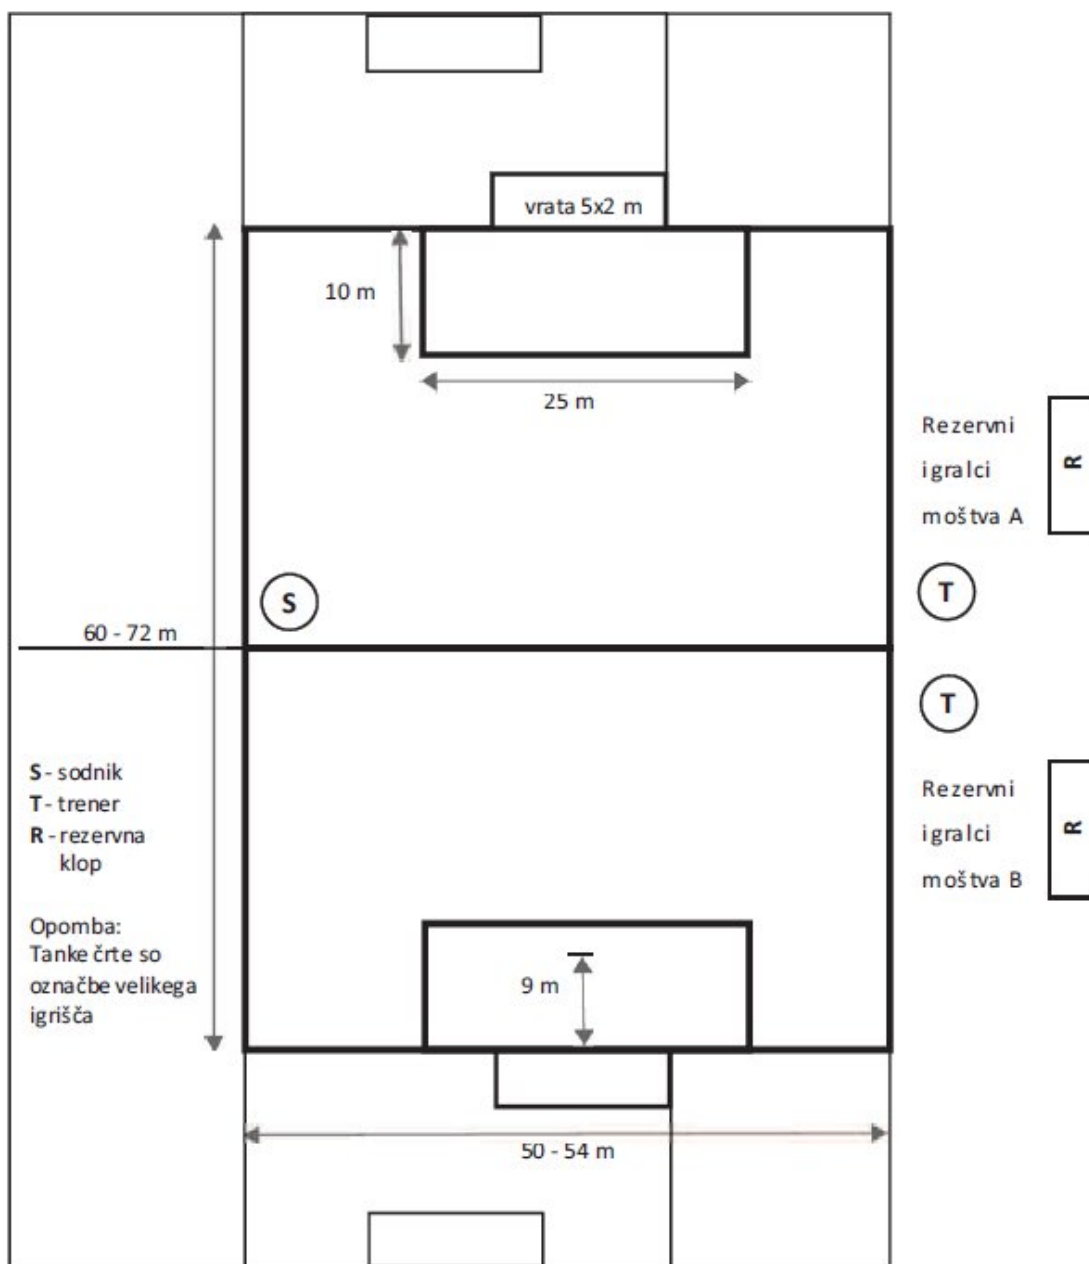 vrata 5x2 m
10 m
25 m
Rezervni
igralci
moštva A
R
S
T
60 - 72 m
T
S - sodnik
T - trener
R - rezervna
klop
Rezervni
igralci
moštva B
R
Opomba:
Tanke črte so
označbe velikega
igrišča
9 m
50 - 54 m